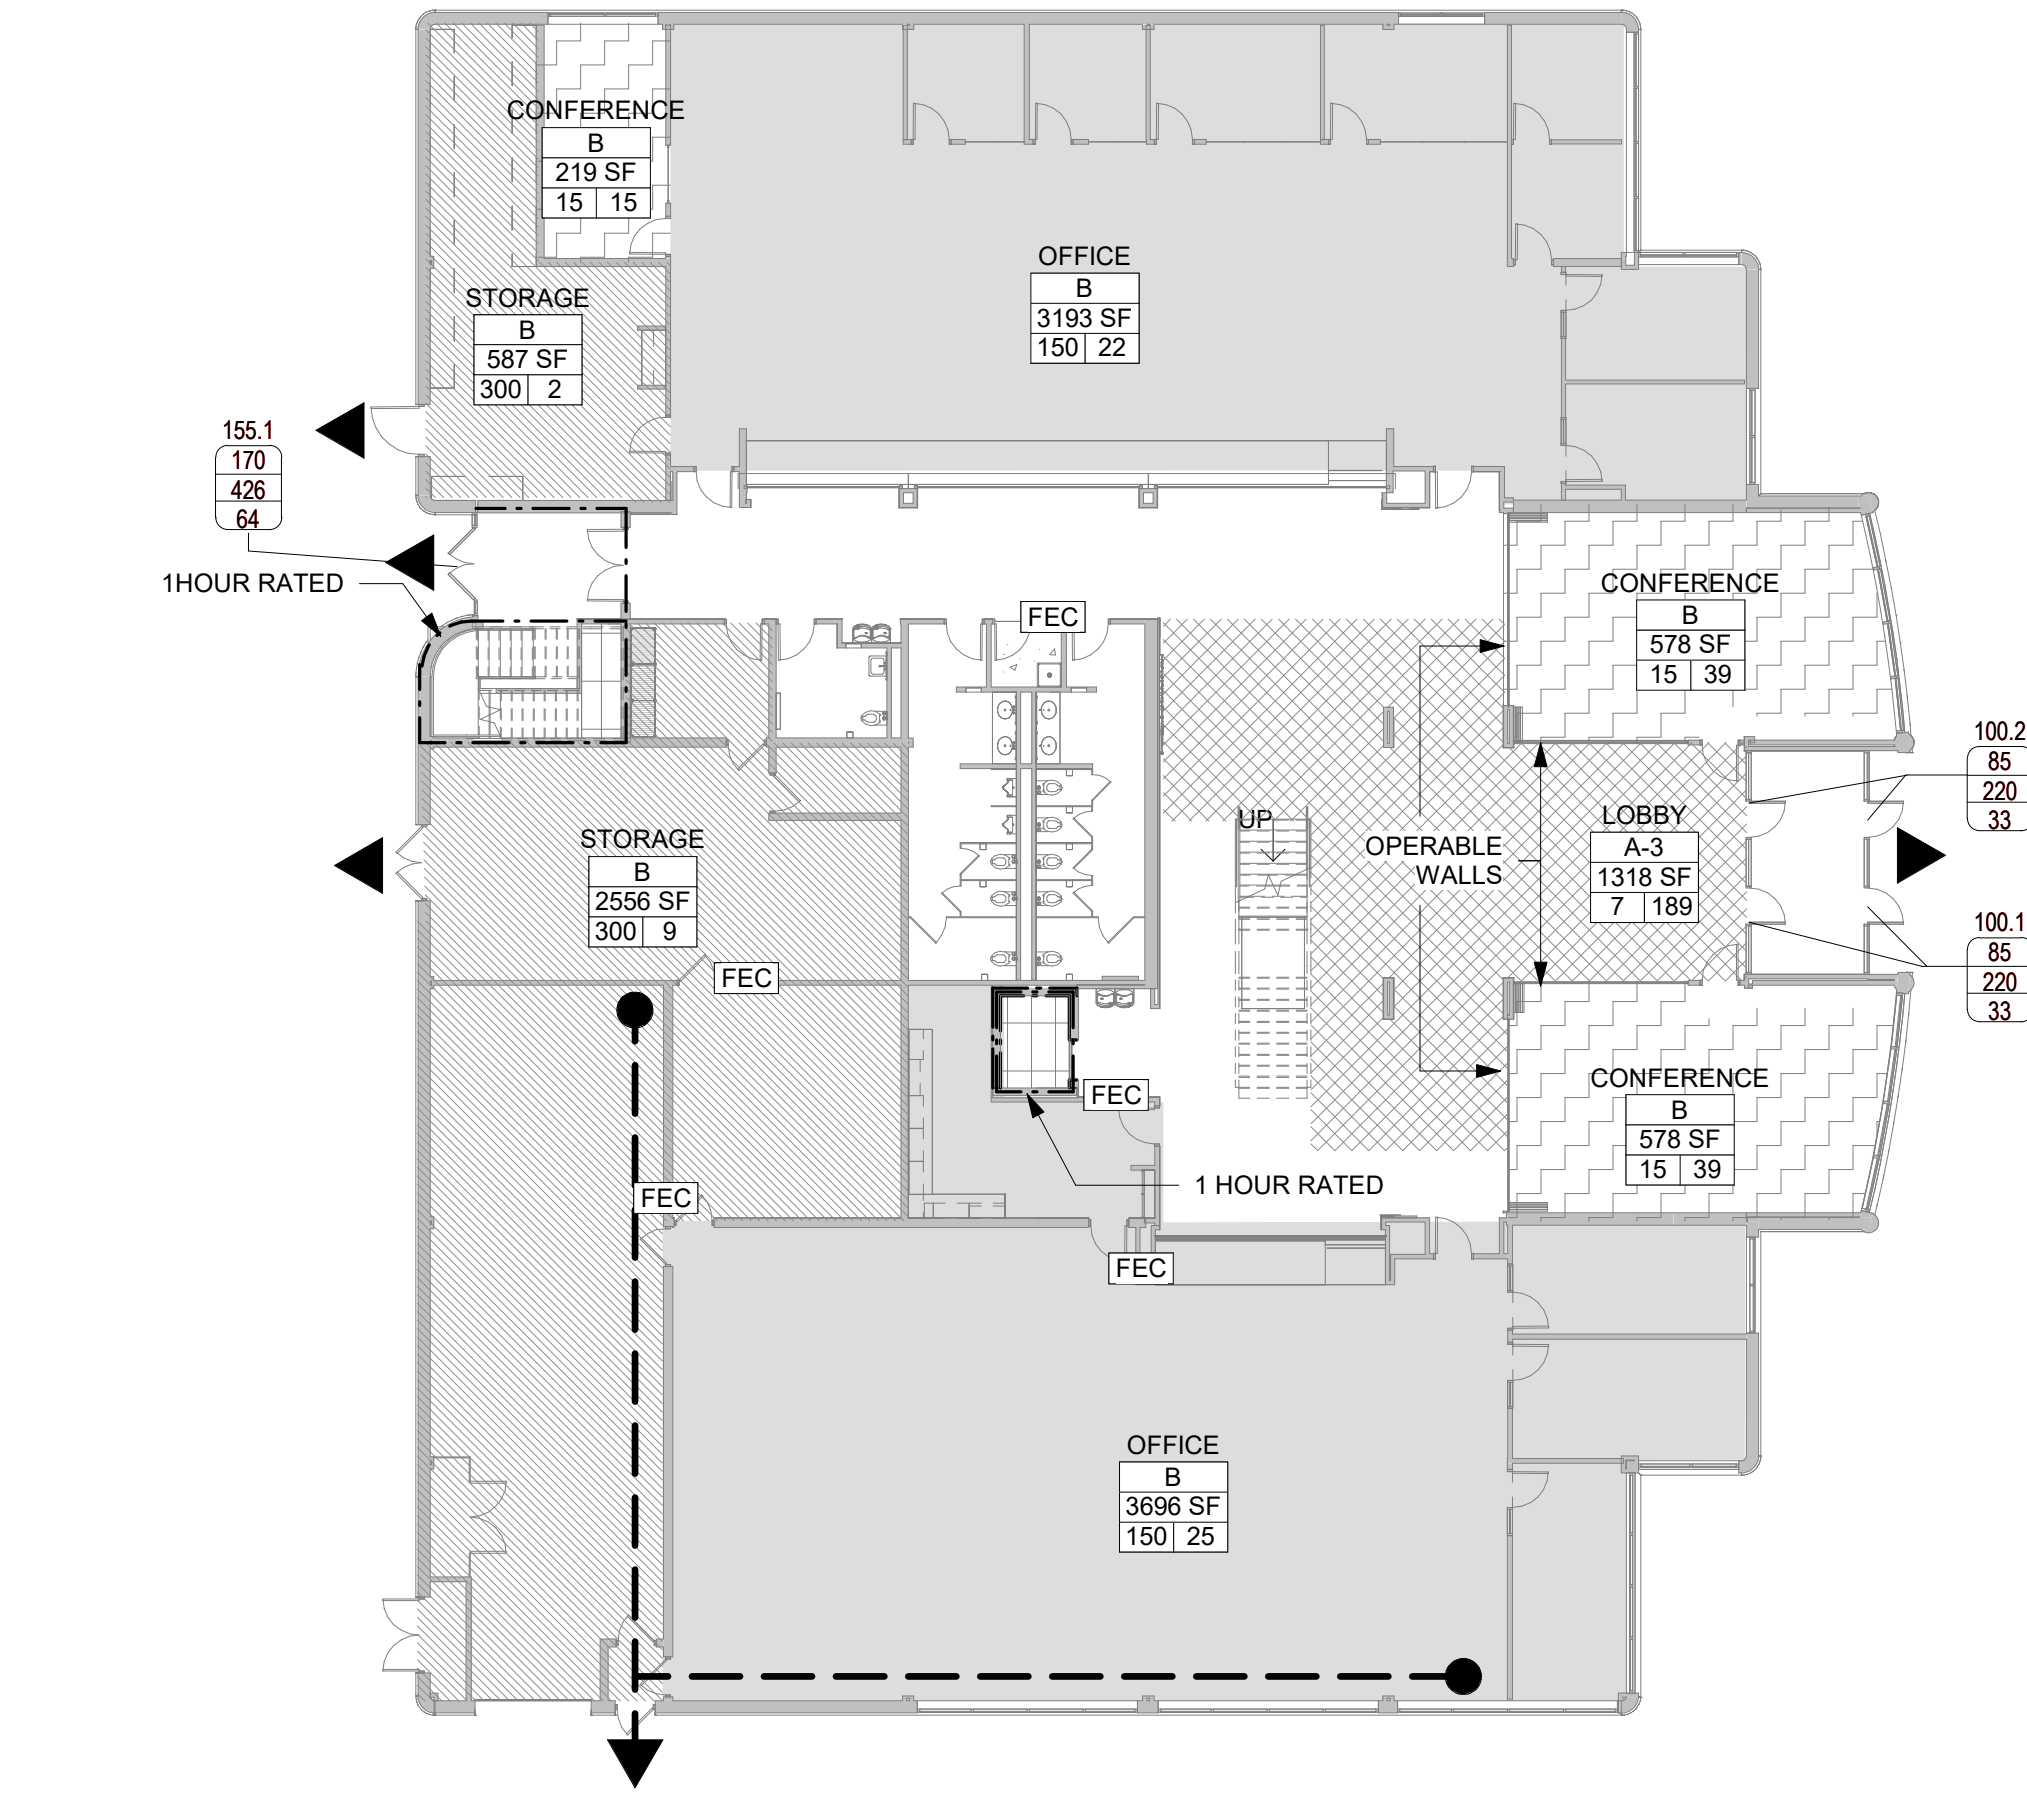 CONFERENCE
B
219 SF
15 15
OFFICE
B
3193 SF
150 22
STORAGE
B
587 SF
300 2
155.1
170
426
64
1HOUR RATED
FEC
CONFERENCE
B
578 SF
15 39
100.2
85
220
33
UP
OPERABLE
WALLS
LOBBY
A-3
1318 SF
7 189
STORAGE
B
2556 SF
300 9
100.1
85
220
33
FEC
FEC
CONFERENCE
B
578 SF
15 39
1 HOUR RATED
FEC
FEC
OFFICE
B
3696 SF
150 25